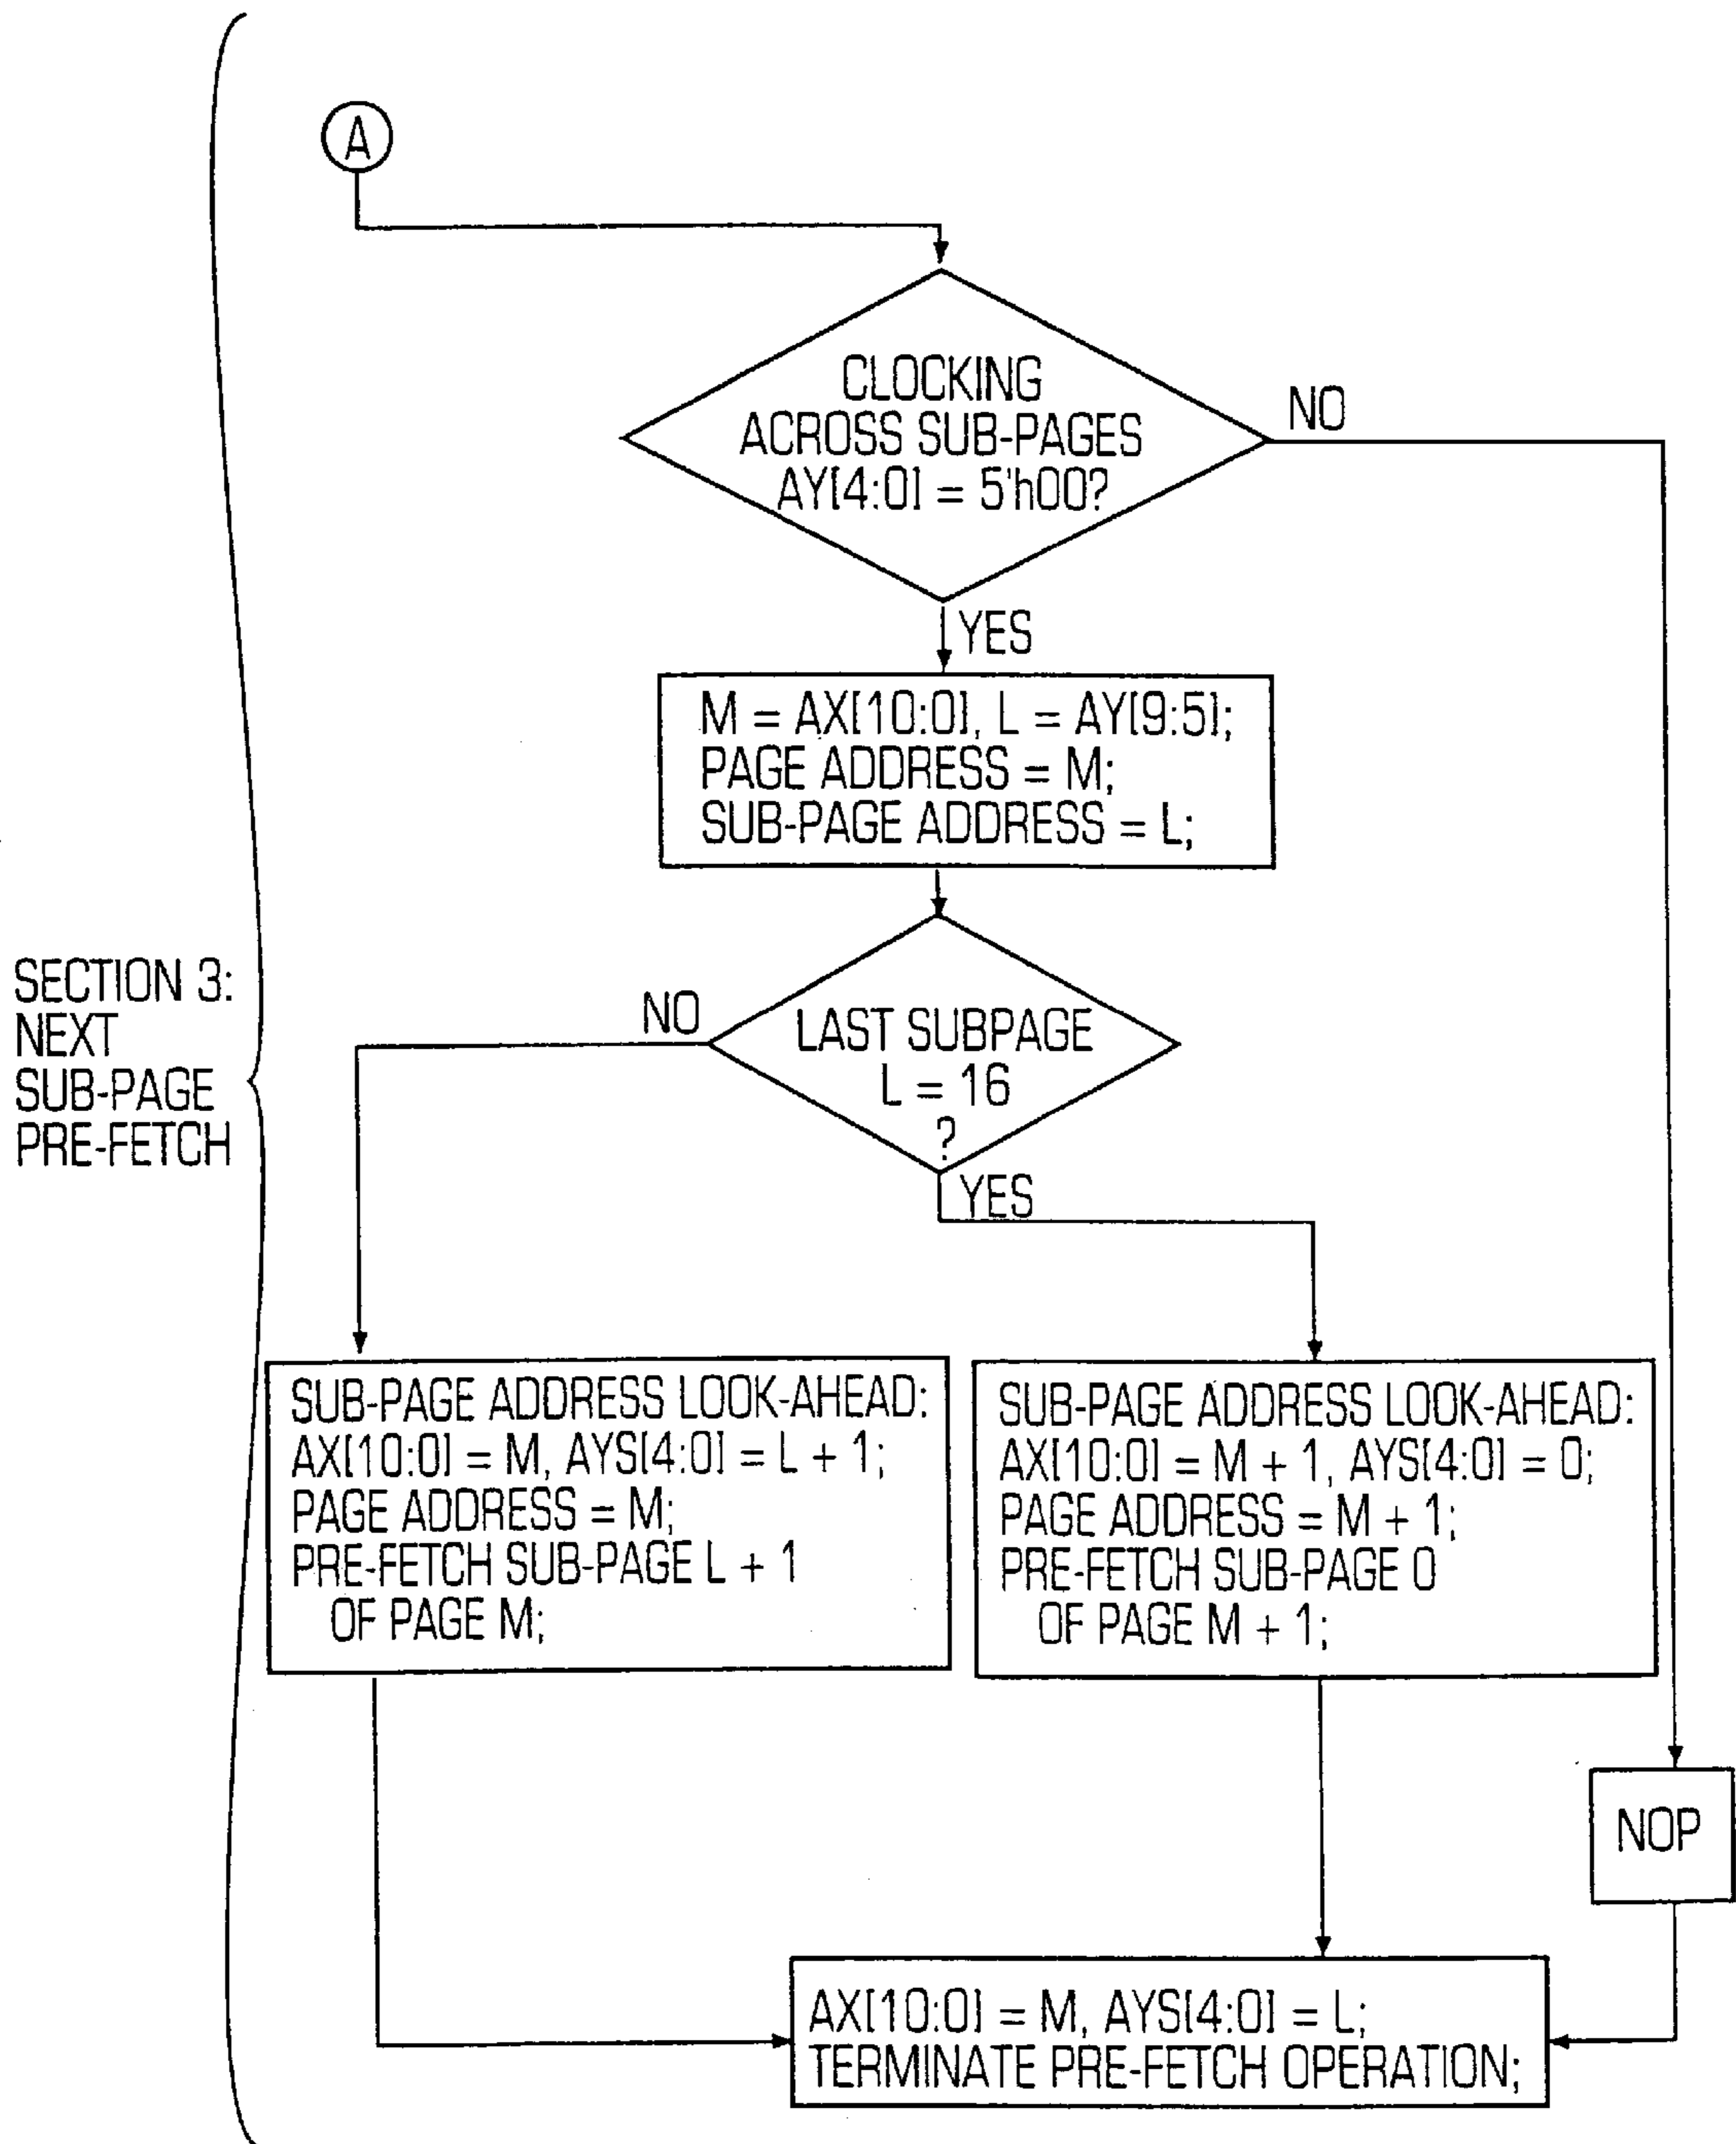 A
CLOCKING
ACROSS SUB-PAGES
AY[4:0] = 5'h00?
NO
YES
M = AX[10:0], L = AY[9:5];
PAGE ADDRESS = M;
SUB-PAGE ADDRESS = L;
SECTION 3:
NEXT
SUB-PAGE
PRE-FETCH
NO
LAST SUBPAGE
L = 16
?
YES
SUB-PAGE ADDRESS LOOK-AHEAD:
AX[10:0] = M, AYS[4:0] = L + 1;
PAGE ADDRESS = M;
PRE-FETCH SUB-PAGE L + 1
OF PAGE M;
SUB-PAGE ADDRESS LOOK-AHEAD:
AX[10:0] = M + 1, AYS[4:0] = 0;
PAGE ADDRESS = M + 1;
PRE-FETCH SUB-PAGE 0
OF PAGE M + 1;
NOP
AX[10:0] = M, AYS[4:0] = L;
TERMINATE PRE-FETCH OPERATION;